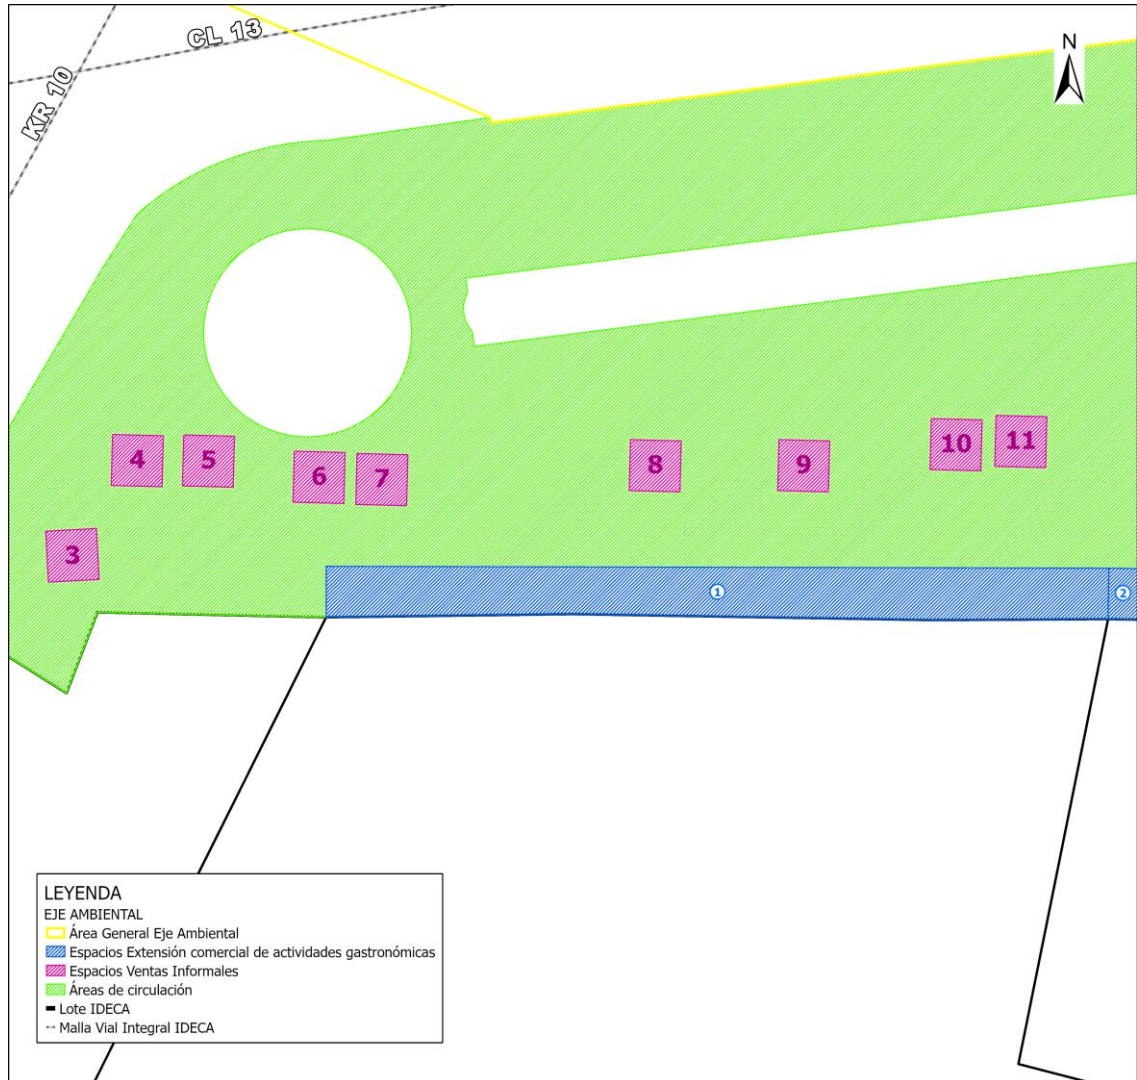 CL 13
KR 10
N
4
5
6
7
8
9
10
11
3
1
2
LEYENDA
EJE AMBIENTAL
Área General Eje Ambiental
Espacios Extensión comercial de actividades gastronómicas
Espacios Ventas Informales
Áreas de circulación
Lote IDECA
Malla Vial Integral IDECA